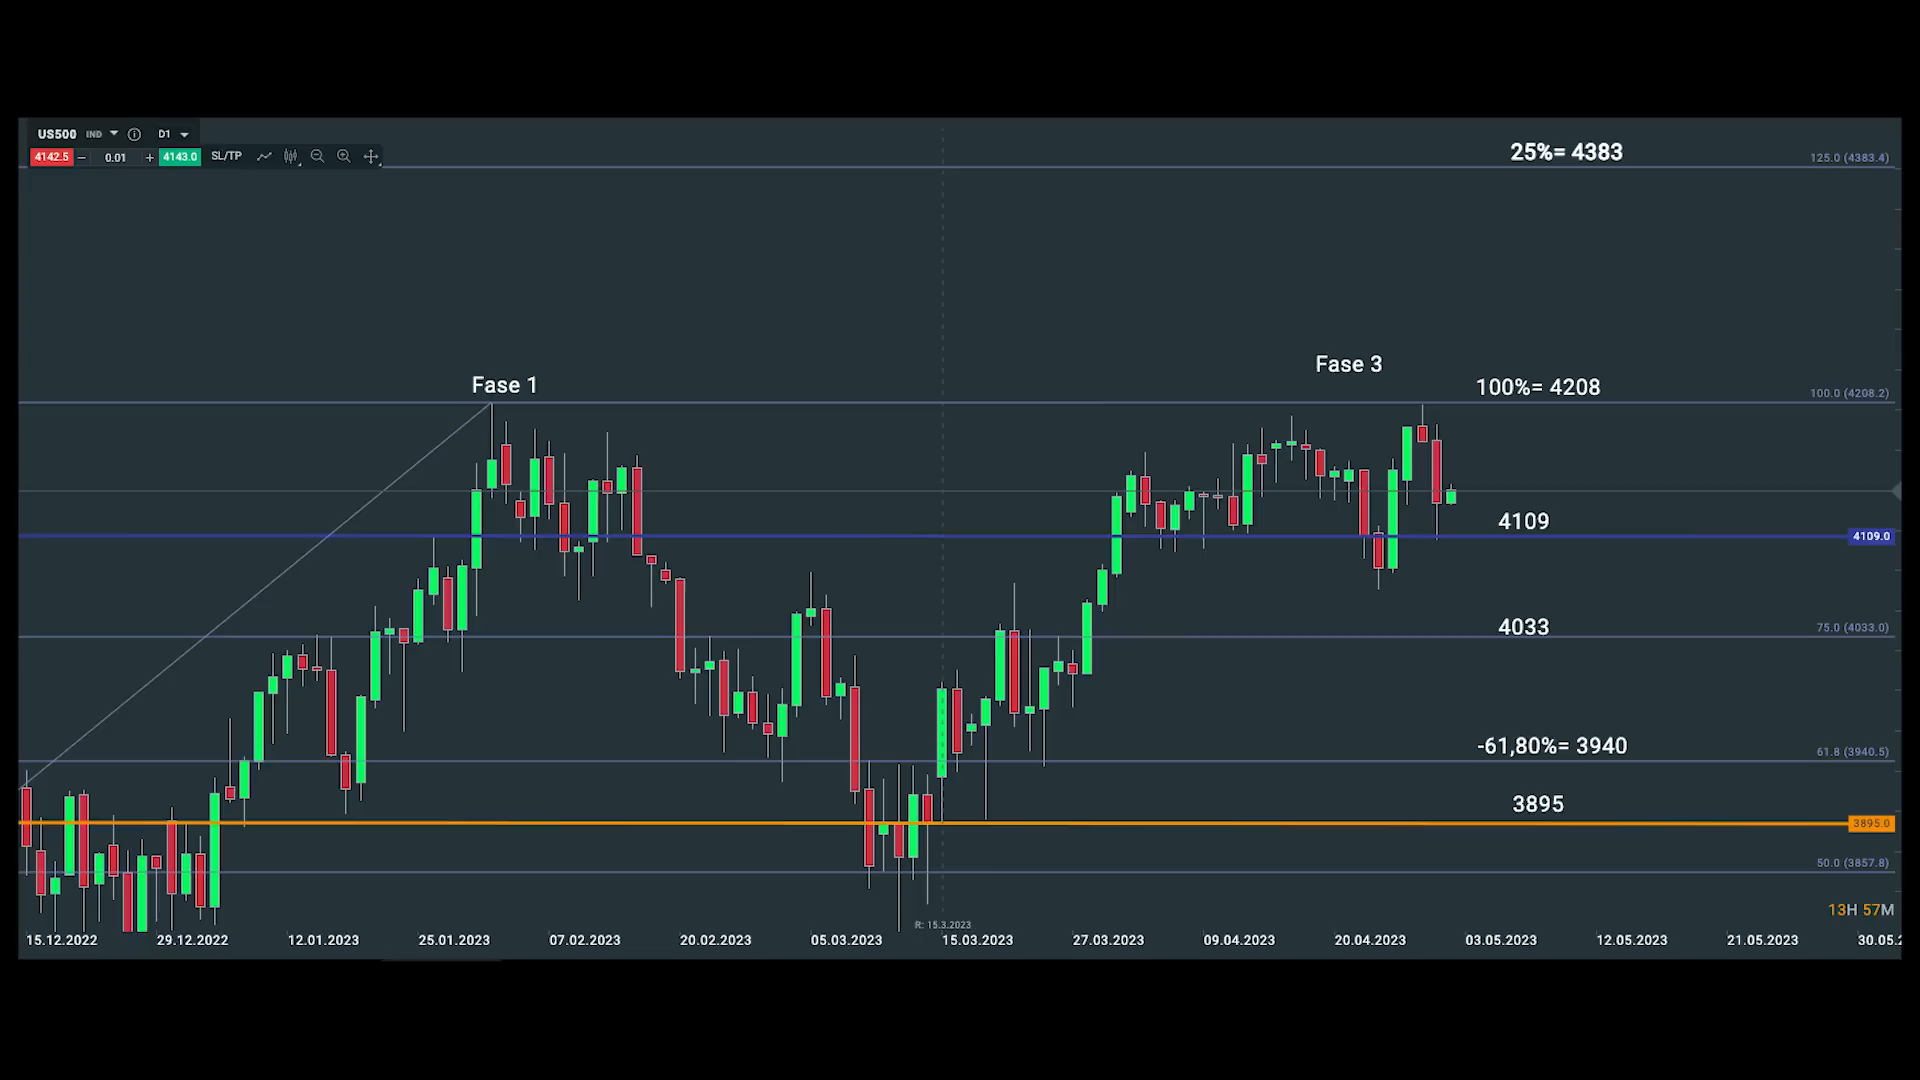 US500 IND D1
4142.5 − 0.01 + 4143.0 SL/TP
25%= 4383
125.0 (4383.4)
Fase 1
Fase 3
100%= 4208
100.0 (4208.2)
4109
4109.0
4033
75.0 (4033.0)
-61,80%= 3940
61.8 (3940.5)
3895
3895.0
50.0 (3857.8)
13H 57M
R: 15.3.2023
15.12.2022 29.12.2022 12.01.2023 25.01.2023 07.02.2023 20.02.2023 05.03.2023 15.03.2023 27.03.2023 09.04.2023 20.04.2023 03.05.2023 12.05.2023 21.05.2023